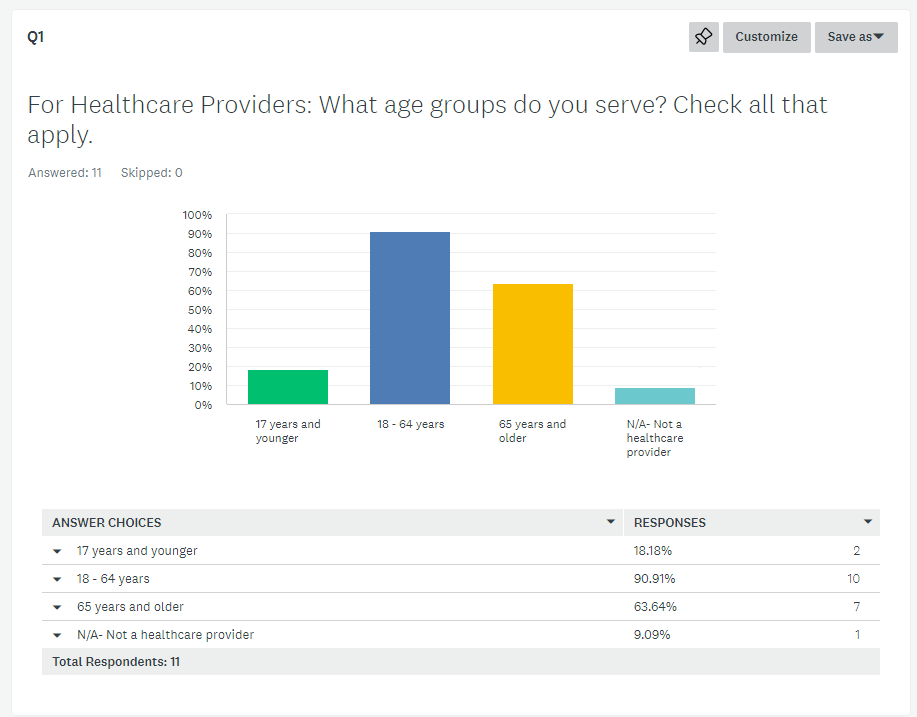 Q1
Customize
Save as
For Healthcare Providers: What age groups do you serve? Check all that
apply.
Answered: 11 Skipped: 0
100%
90%
80%
70%
60%
50%
40%
30%
20%
10%
0%
17 years and
younger
18 - 64 years
65 years and
older
N/A- Not a
healthcare
provider
ANSWER CHOICES RESPONSES
17 years and younger 18.18% 2
18 - 64 years 90.91% 10
65 years and older 63.64% 7
N/A- Not a healthcare provider 9.09% 1
Total Respondents: 11